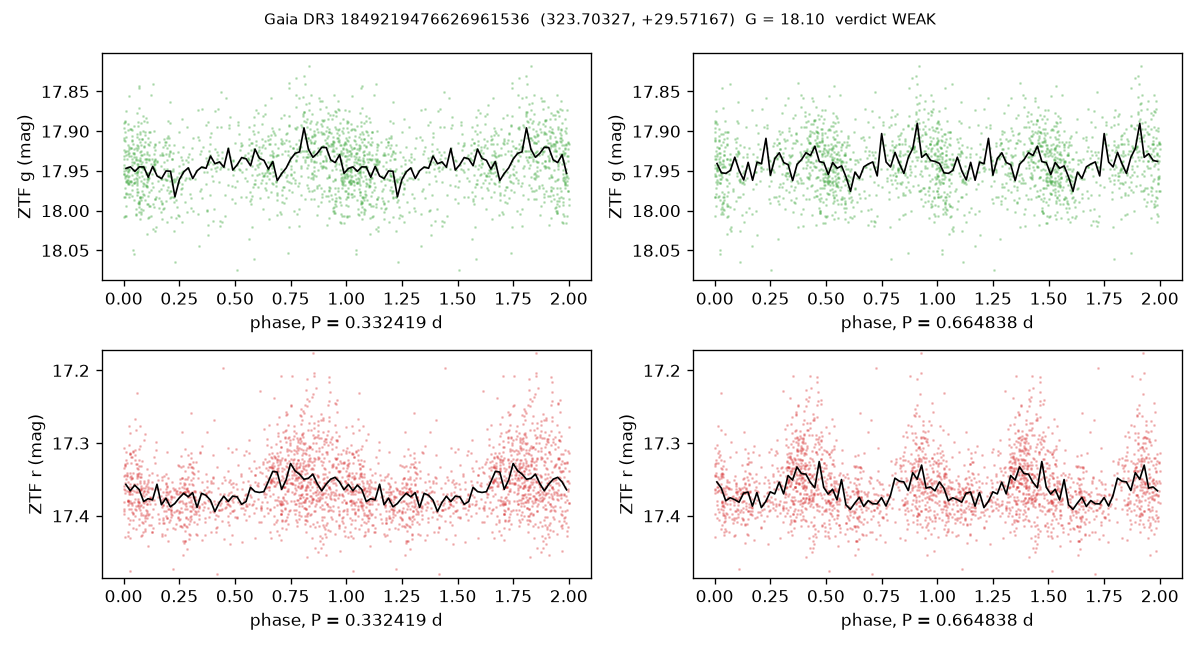 Gaia DR3 1849219476626961536 (323.70327, +29.57167) G = 18.10 verdict WEAK
ZTF g (mag)
17.85
17.90
17.95
18.00
18.05
0.00 0.25 0.50 0.75 1.00 1.25 1.50 1.75 2.00
phase, P = 0.332419 d
ZTF g (mag)
17.85
17.90
17.95
18.00
18.05
0.00 0.25 0.50 0.75 1.00 1.25 1.50 1.75 2.00
phase, P = 0.664838 d
ZTF r (mag)
17.2
17.3
17.4
0.00 0.25 0.50 0.75 1.00 1.25 1.50 1.75 2.00
phase, P = 0.332419 d
ZTF r (mag)
17.2
17.3
17.4
0.00 0.25 0.50 0.75 1.00 1.25 1.50 1.75 2.00
phase, P = 0.664838 d